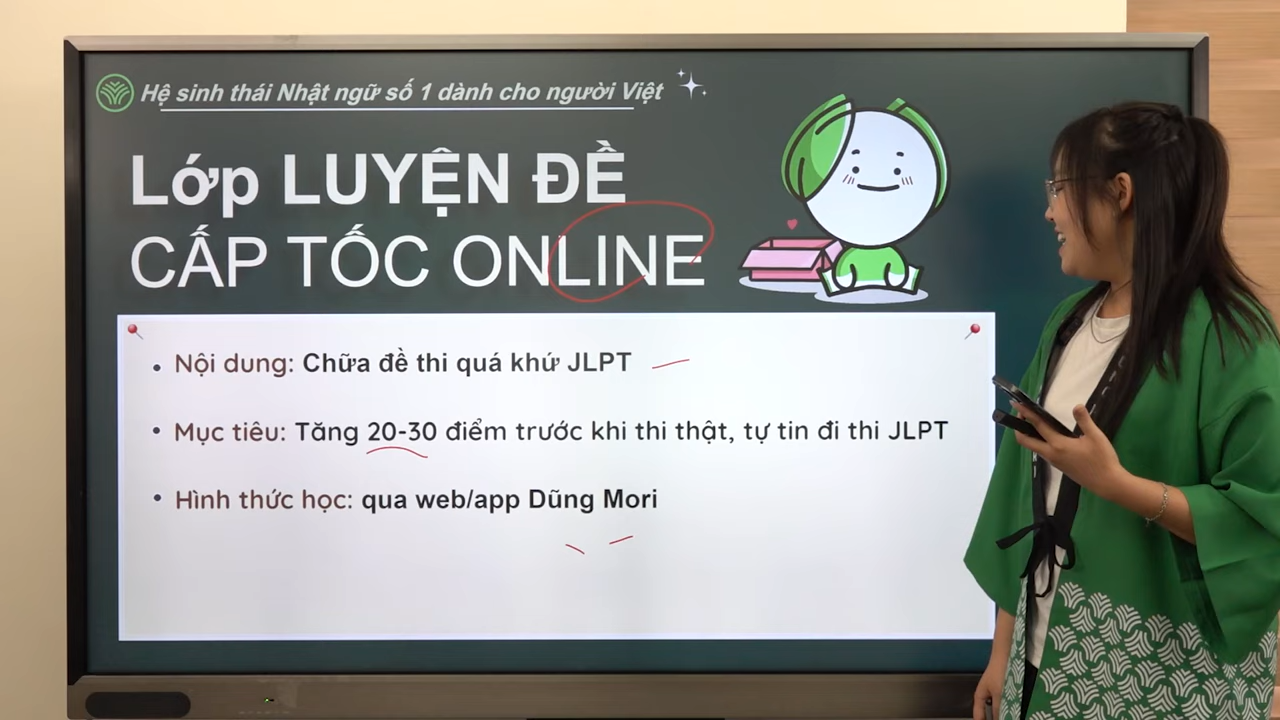 Hệ sinh thái Nhật ngữ số 1 dành cho người Việt
Lớp LUYỆN ĐỀ
CẤP TỐC ONLINE
• Nội dung: Chữa đề thi quá khứ JLPT
• Mục tiêu: Tăng 20-30 điểm trước khi thi thật, tự tin đi thi JLPT
• Hình thức học: qua web/app Dũng Mori